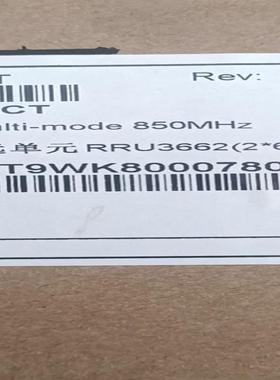 T Rev:
CT
lti-mode 850MHz
单元 RRU3662(2*6
T9WK8000780